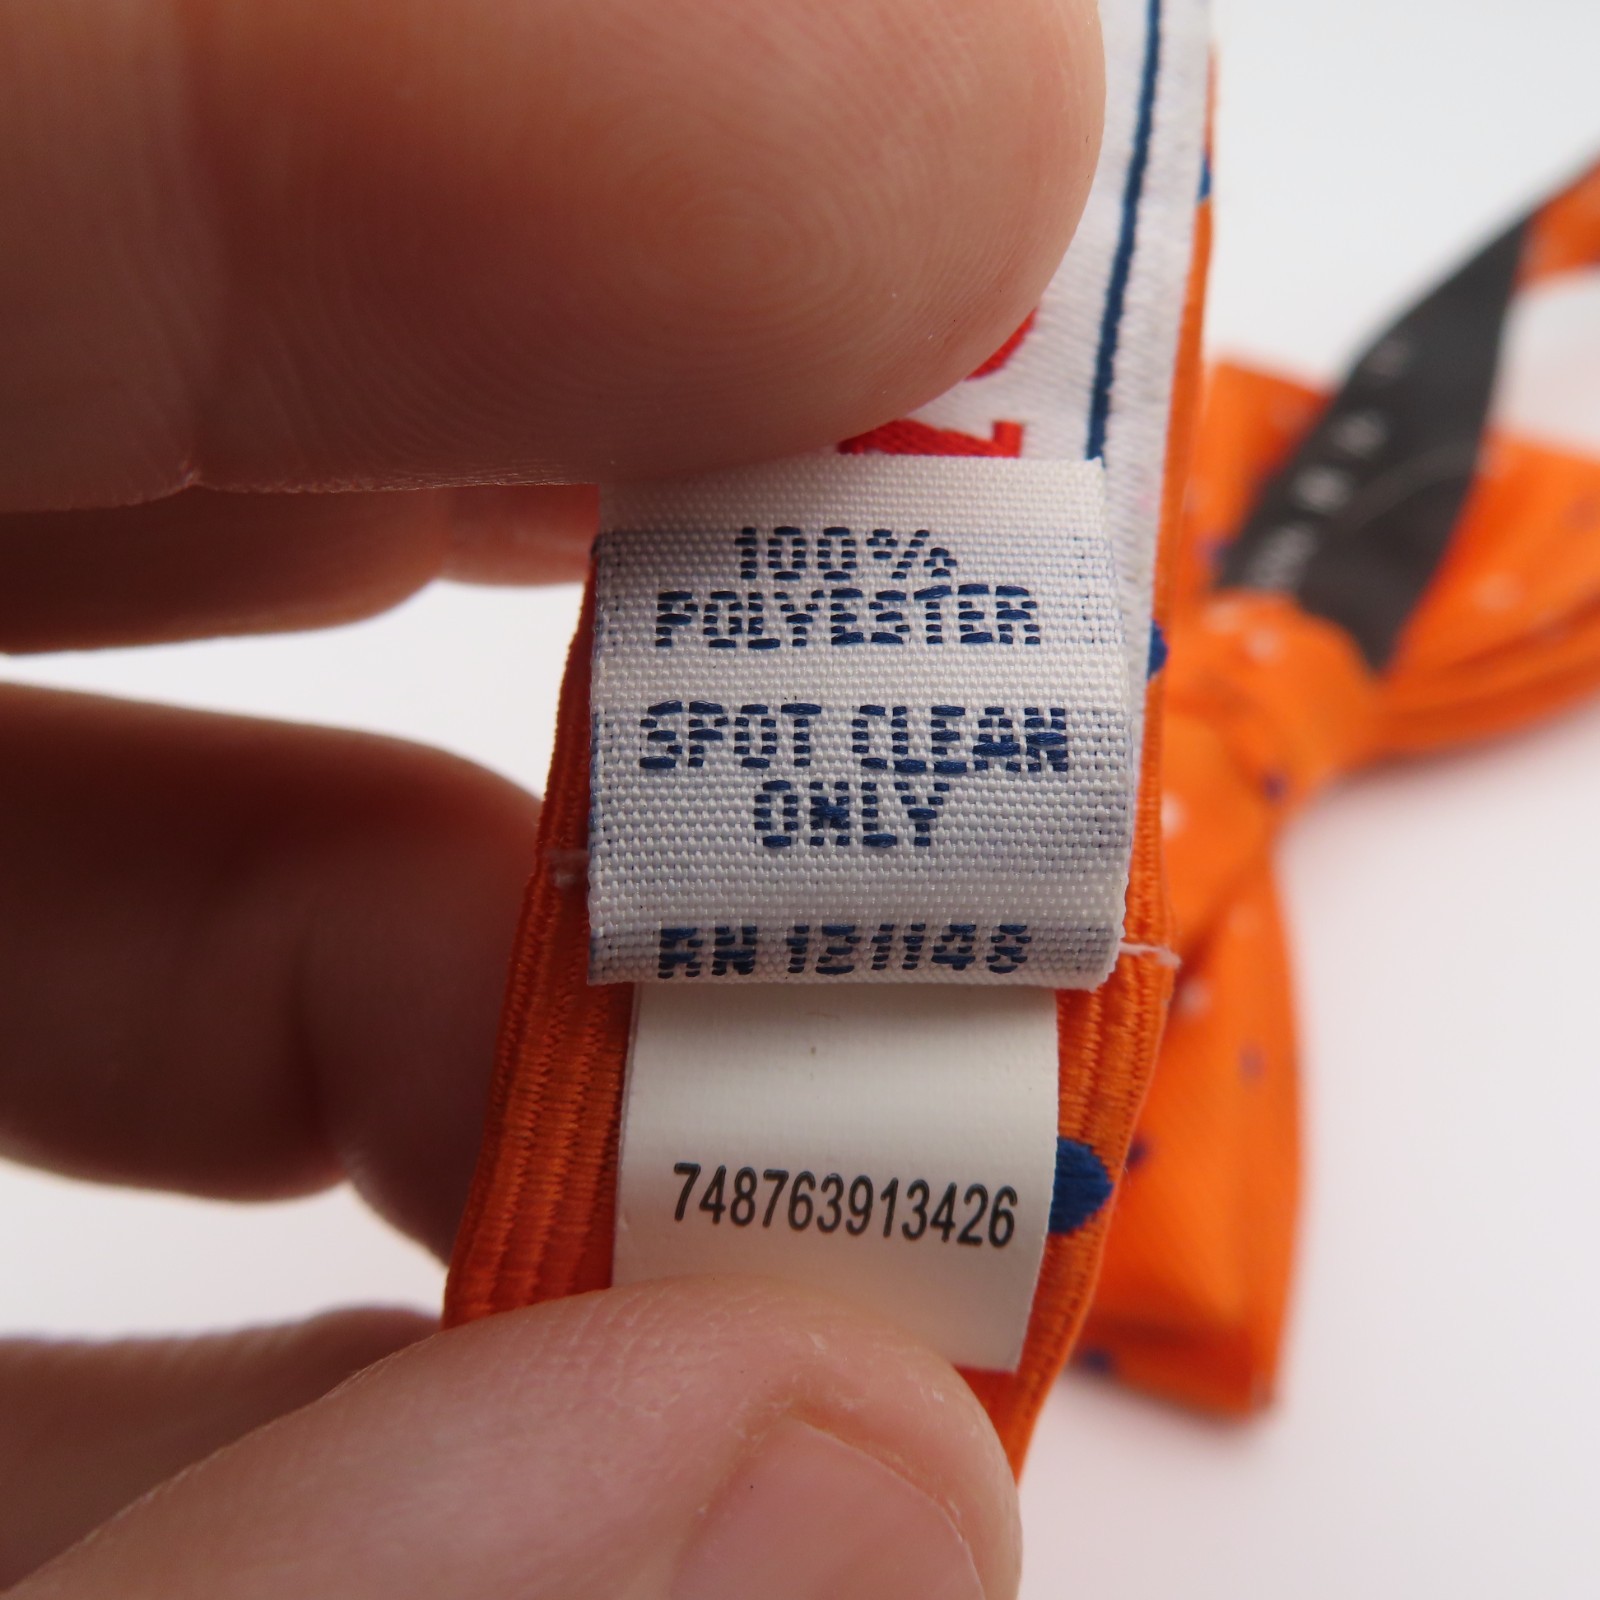 100%
POLYESTER
SPOT CLEAN
ONLY
RN 121148
748763913426